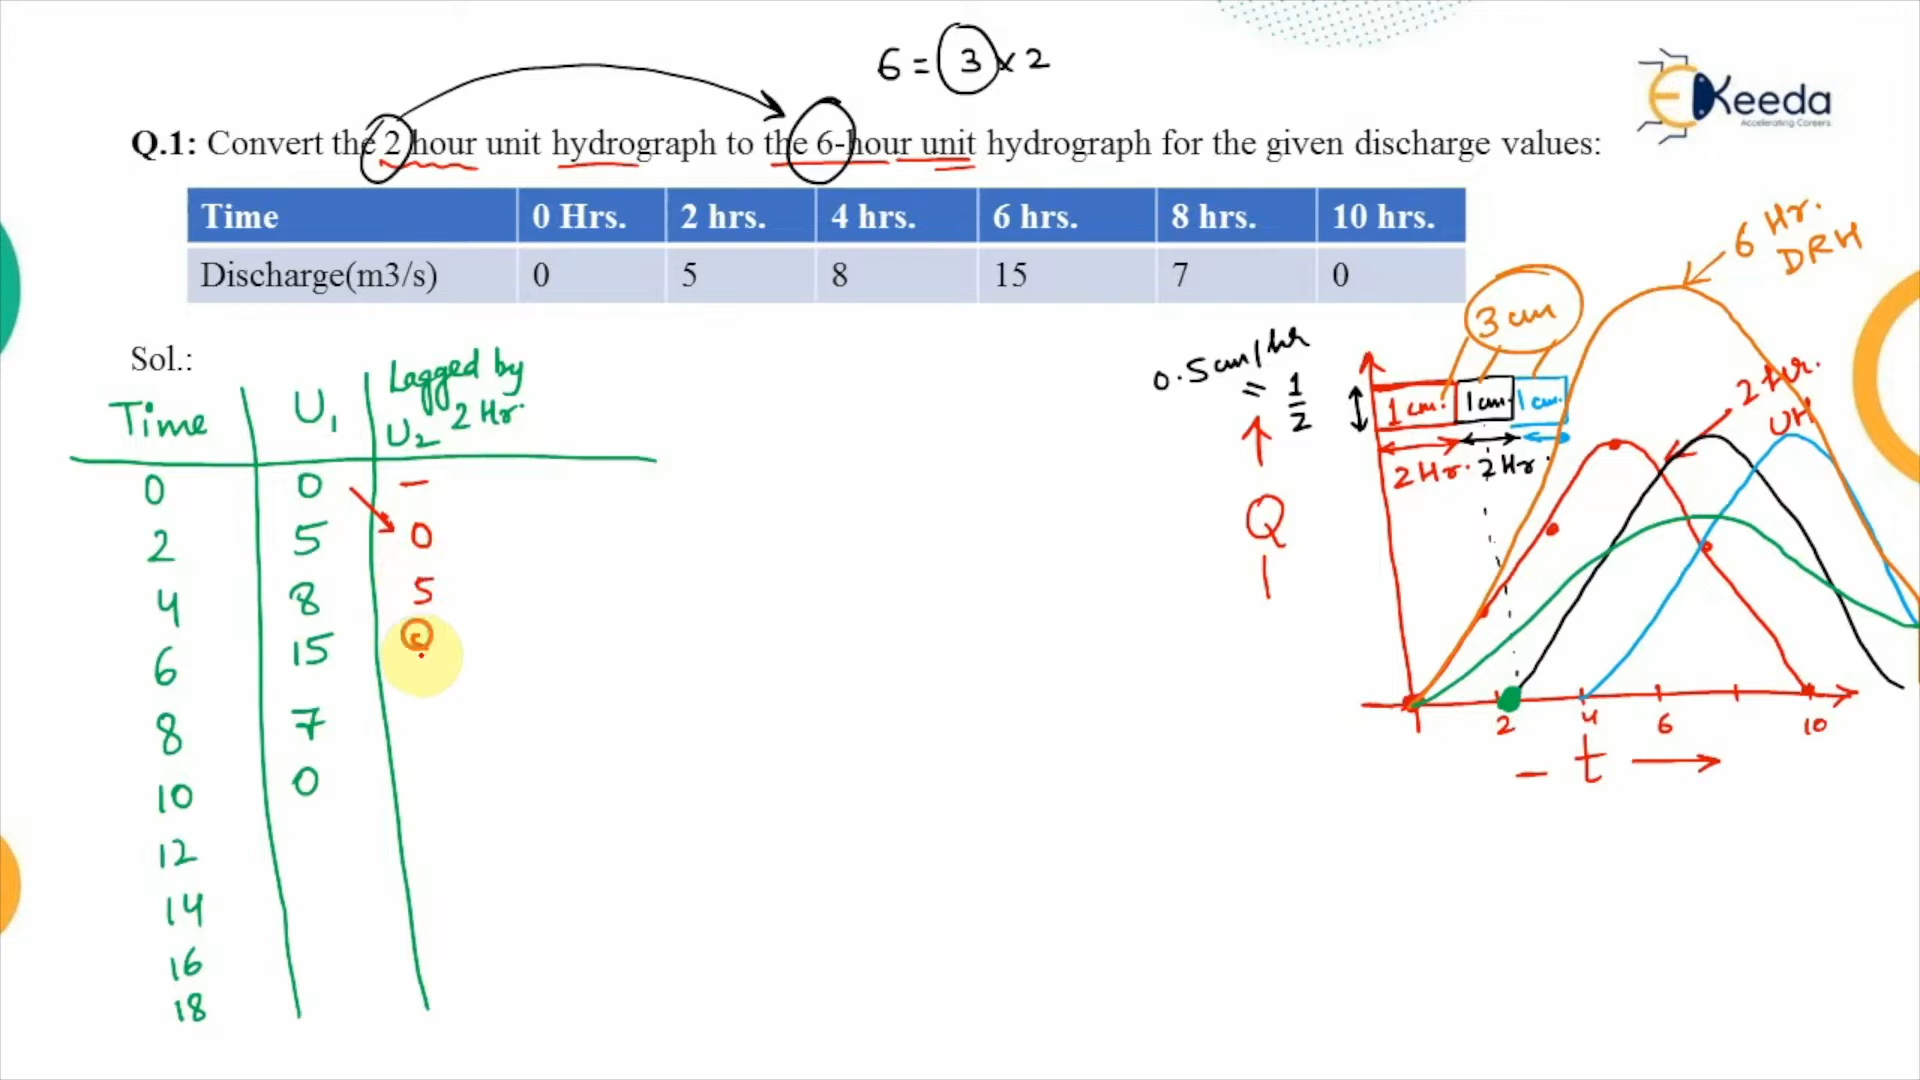 6 = 3 x 2
EKeeda
Accelerating Careers
Q.1: Convert the 2 hour unit hydrograph to the 6-hour unit hydrograph for the given discharge values:
Time 0 Hrs. 2 hrs. 4 hrs. 6 hrs. 8 hrs. 10 hrs.
Discharge(m3/s) 0 5 8 15 7 0
Sol.:
Time U1 Lagged by
U2 2 Hr.
0 0 -
2 5 0
4 8 5
6 15
8 7
10 0
12
14
16
18
6 Hr.
DRH
3 cm
0.5 cm/hr
= 1/2
1 cm. 1 cm. 1 cm.
2 Hr. 2 Hr.
2 Hr.
UH
Q
2 4 6 10
t